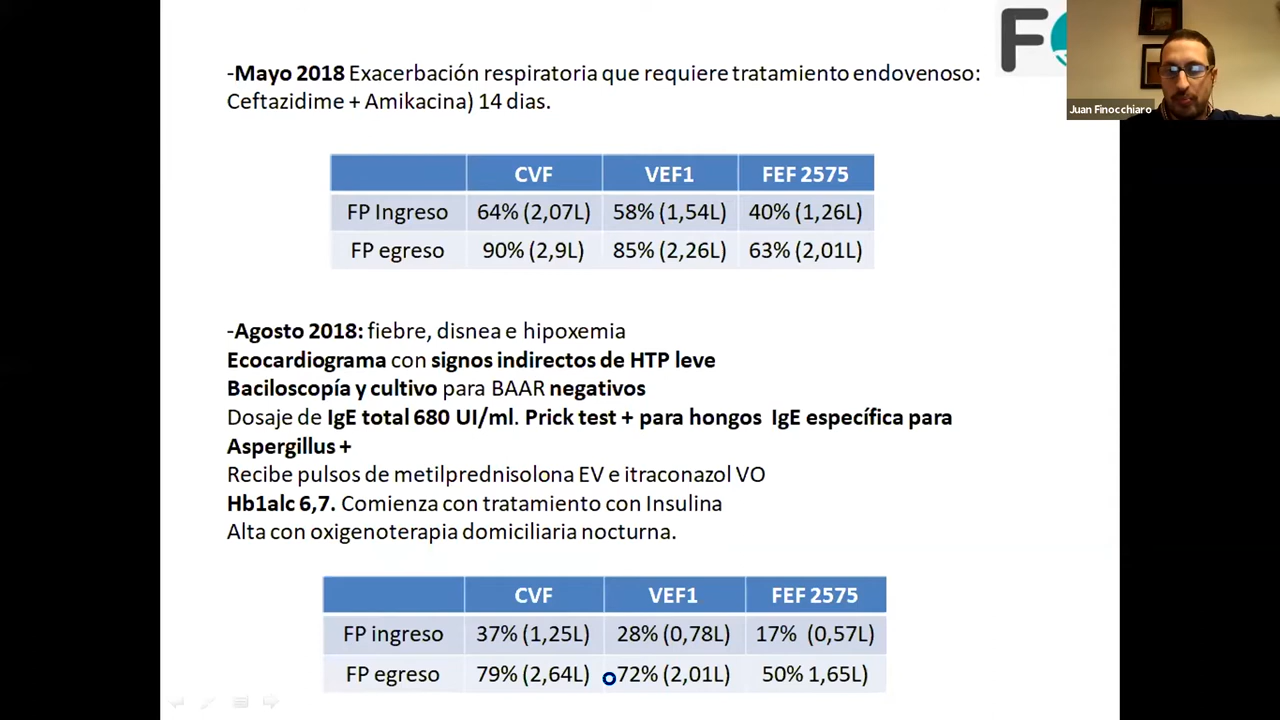 -Mayo 2018 Exacerbación respiratoria que requiere tratamiento endovenoso:
Ceftazidime + Amikacina) 14 dias.
Juan Finocchiaro
CVF VEF1 FEF 2575
FP Ingreso 64% (2,07L) 58% (1,54L) 40% (1,26L)
FP egreso 90% (2,9L) 85% (2,26L) 63% (2,01L)
-Agosto 2018: fiebre, disnea e hipoxemia
Ecocardiograma con signos indirectos de HTP leve
Baciloscopía y cultivo para BAAR negativos
Dosaje de IgE total 680 UI/ml. Prick test + para hongos IgE específica para
Aspergillus +
Recibe pulsos de metilprednisolona EV e itraconazol VO
Hb1alc 6,7. Comienza con tratamiento con Insulina
Alta con oxigenoterapia domiciliaria nocturna.
CVF VEF1 FEF 2575
FP ingreso 37% (1,25L) 28% (0,78L) 17% (0,57L)
FP egreso 79% (2,64L) 72% (2,01L) 50% 1,65L)